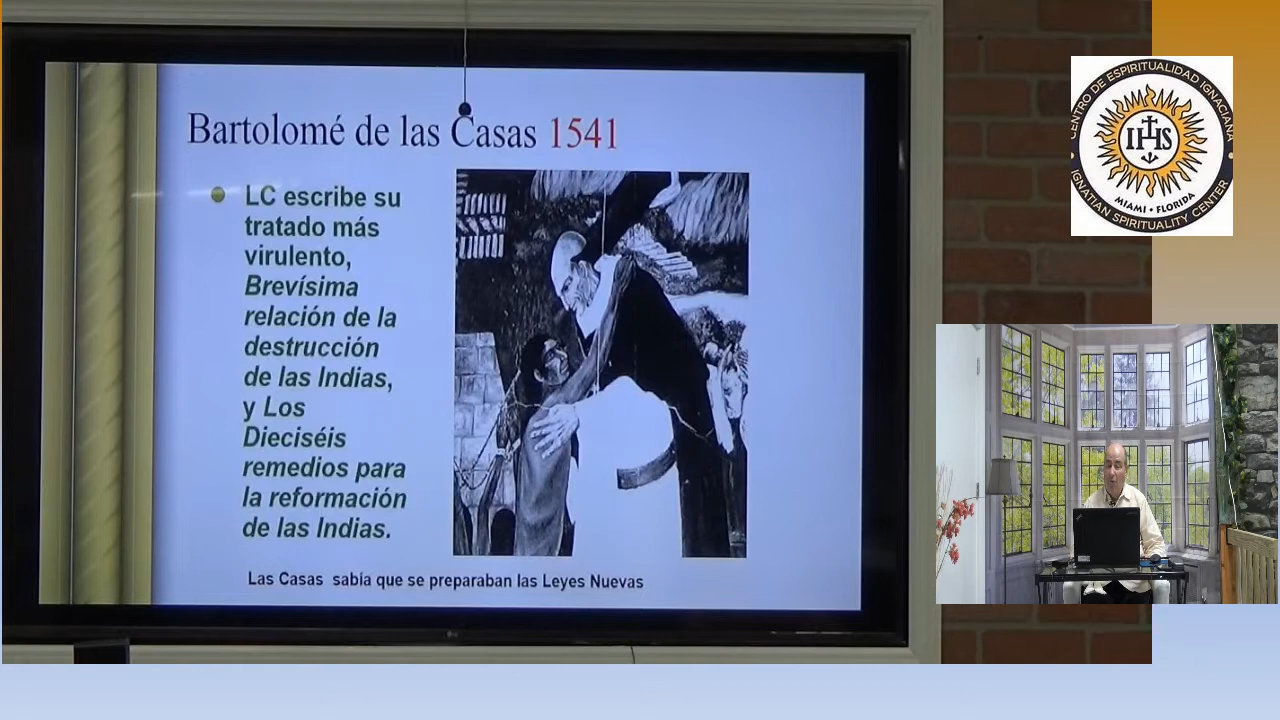 Bartolomé de las Casas 1541
LC escribe su
tratado más
virulento,
Brevísima
relación de la
destrucción
de las Indias,
y Los
Dieciséis
remedios para
la reformación
de las Indias.
Las Casas sabía que se preparaban las Leyes Nuevas
CENTRO DE ESPIRITUALIDAD IGNACIANA
IHS
MIAMI • FLORIDA
IGNATIAN SPIRITUALITY CENTER